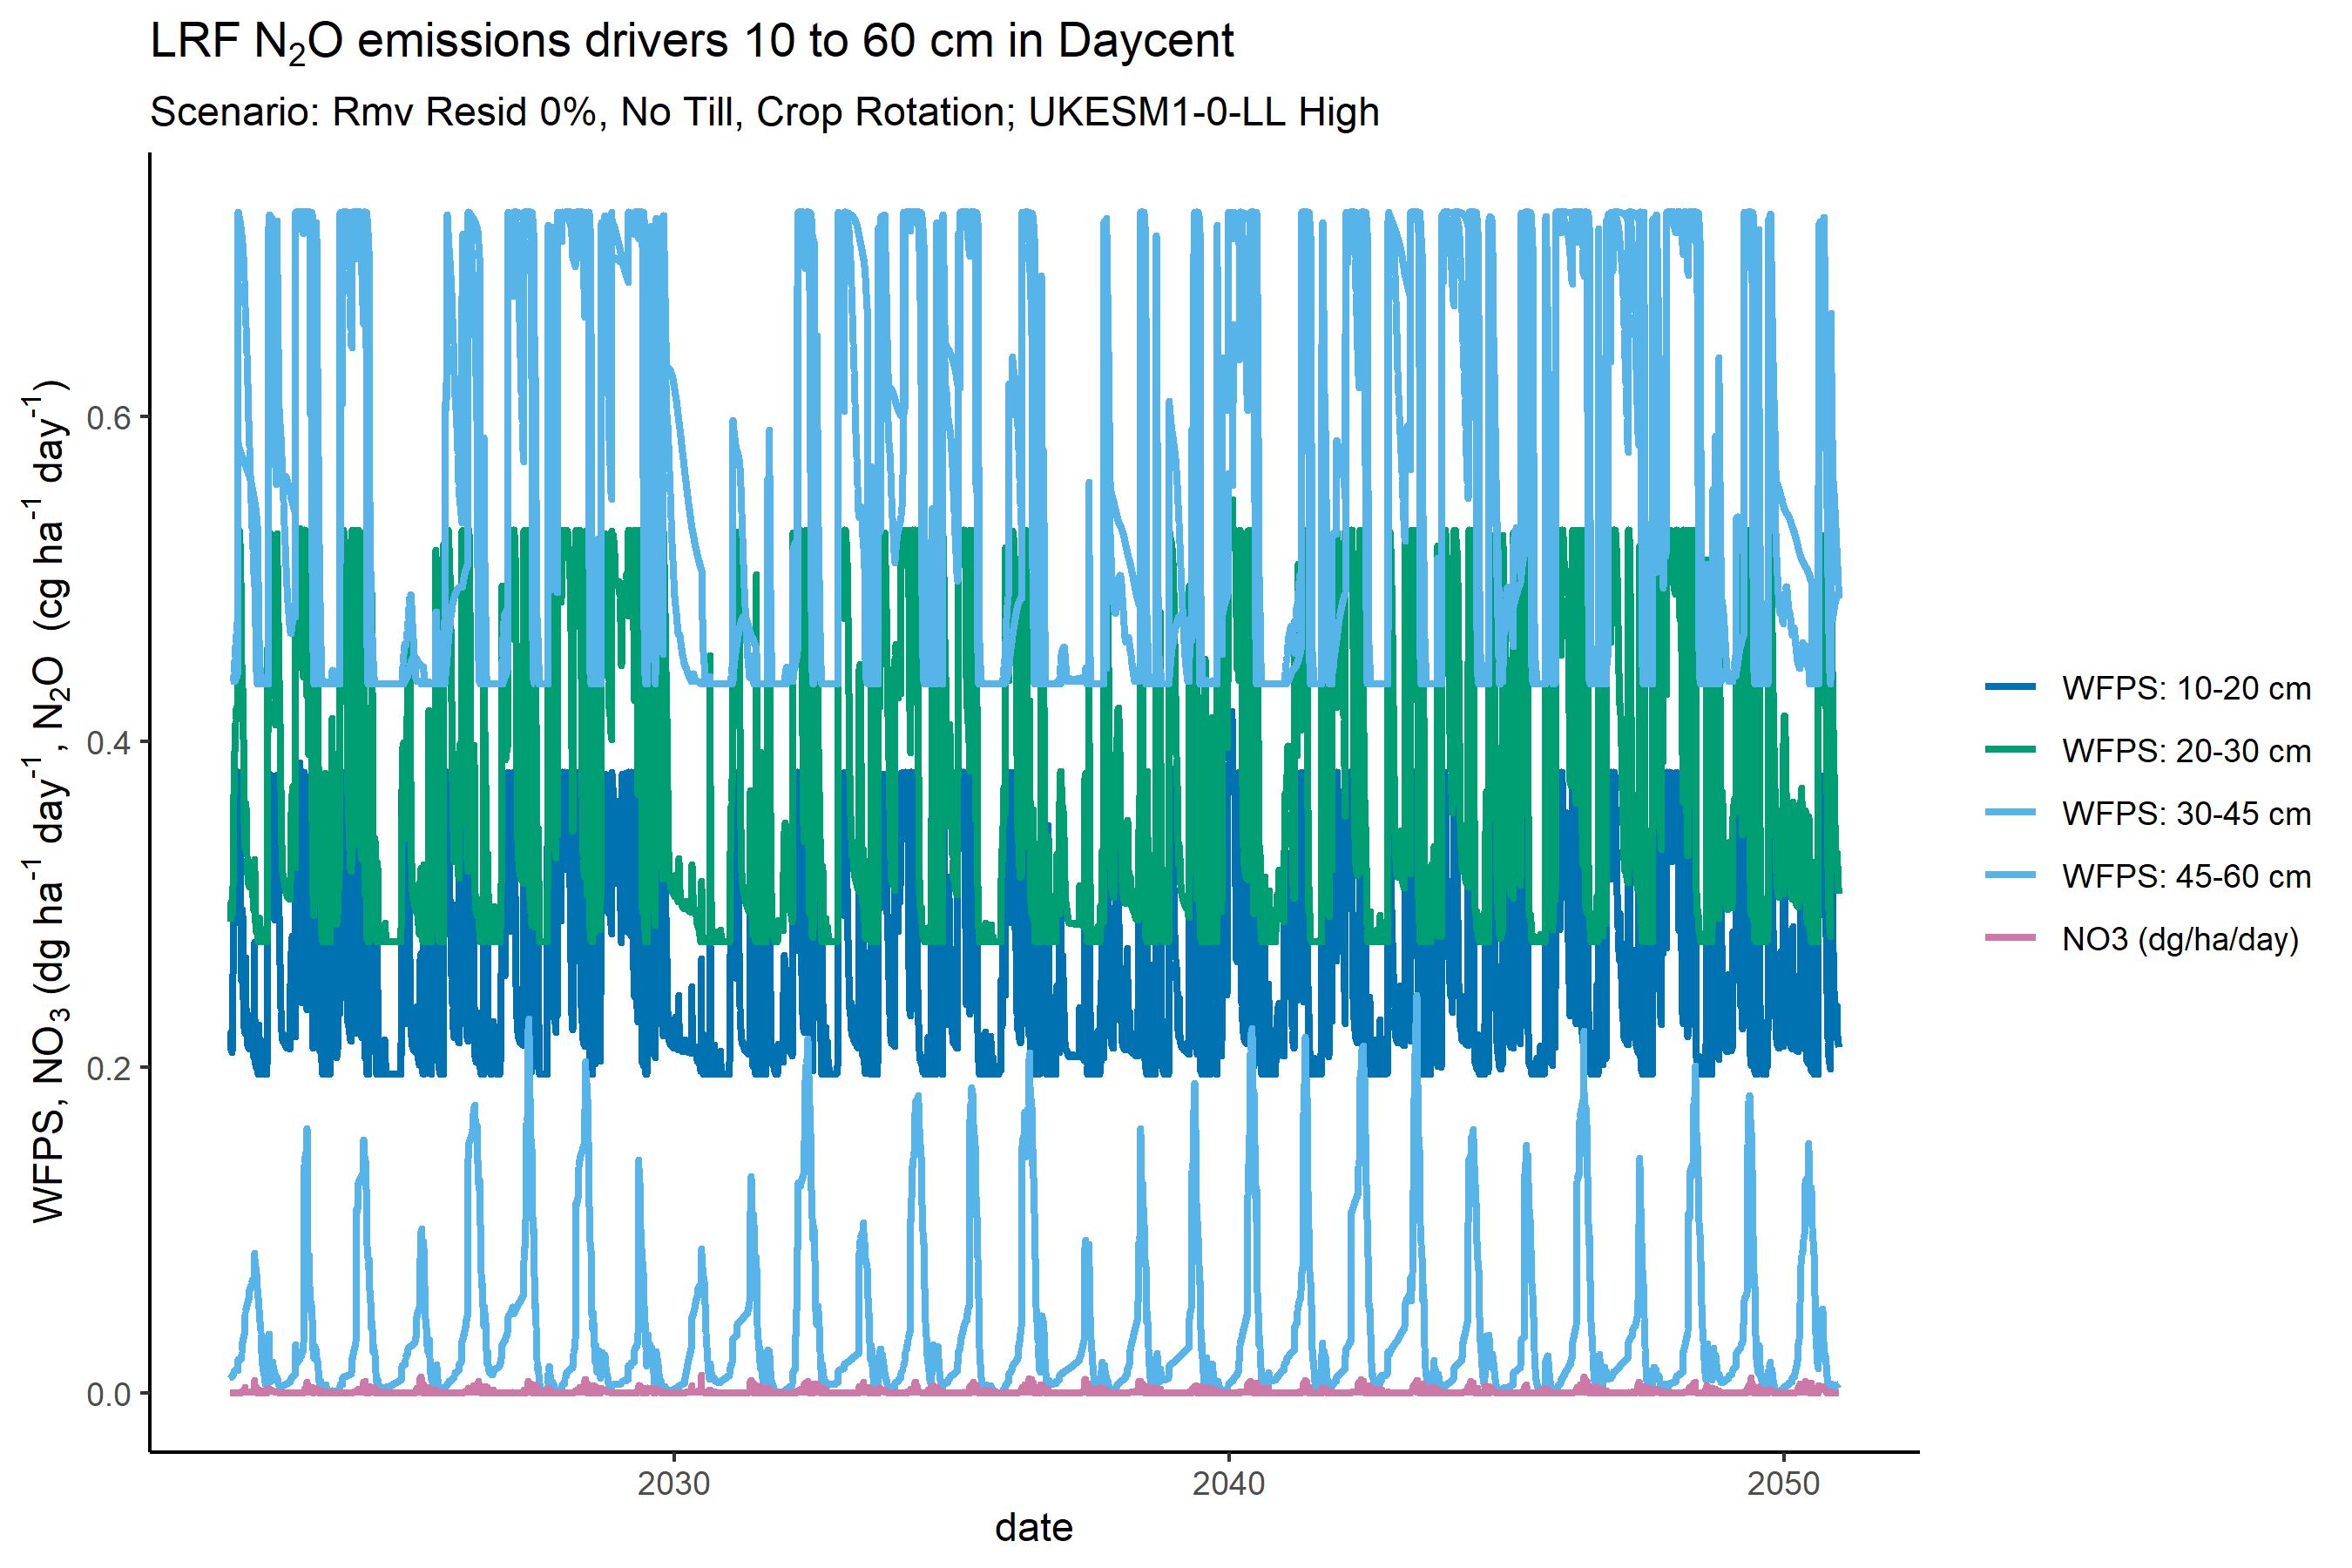 LRF N₂O emissions drivers 10 to 60 cm in Daycent
Scenario: Rmv Resid 0%, No Till, Crop Rotation; UKESM1-0-LL High
WFPS, NO₃ (dg ha⁻¹ day⁻¹, N₂O (cg ha⁻¹ day⁻¹)
0.6
0.4
0.2
0.0
2030
2040
2050
date
WFPS: 10-20 cm
WFPS: 20-30 cm
WFPS: 30-45 cm
WFPS: 45-60 cm
NO3 (dg/ha/day)